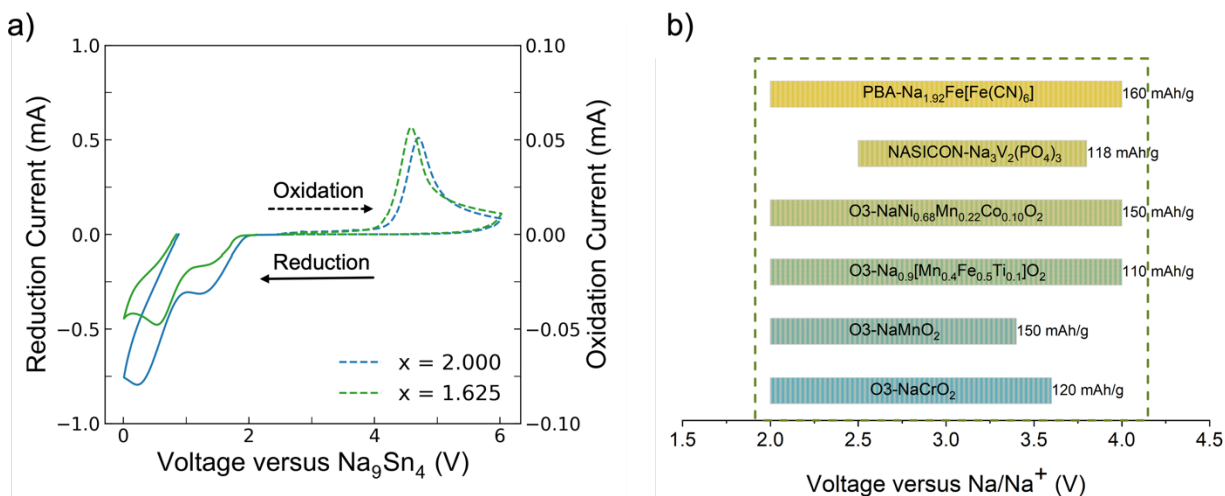 a)
1.0
0.5
0.0
−0.5
−1.0
Reduction Current (mA)
0.10
0.05
0.00
−0.05
−0.10
Oxidation Current (mA)
Oxidation
Reduction
x = 2.000
x = 1.625
0 2 4 6
Voltage versus Na₉Sn₄ (V)
b)
PBA-Na₁.₉₂Fe[Fe(CN)₆] 160 mAh/g
NASICON-Na₃V₂(PO₄)₃ 118 mAh/g
O3-NaNi₀.₆₈Mn₀.₂₂Co₀.₁₀O₂ 150 mAh/g
O3-Na₀.₉[Mn₀.₄Fe₀.₅Ti₀.₁]O₂ 110 mAh/g
O3-NaMnO₂ 150 mAh/g
O3-NaCrO₂ 120 mAh/g
1.5 2.0 2.5 3.0 3.5 4.0 4.5
Voltage versus Na/Na⁺ (V)